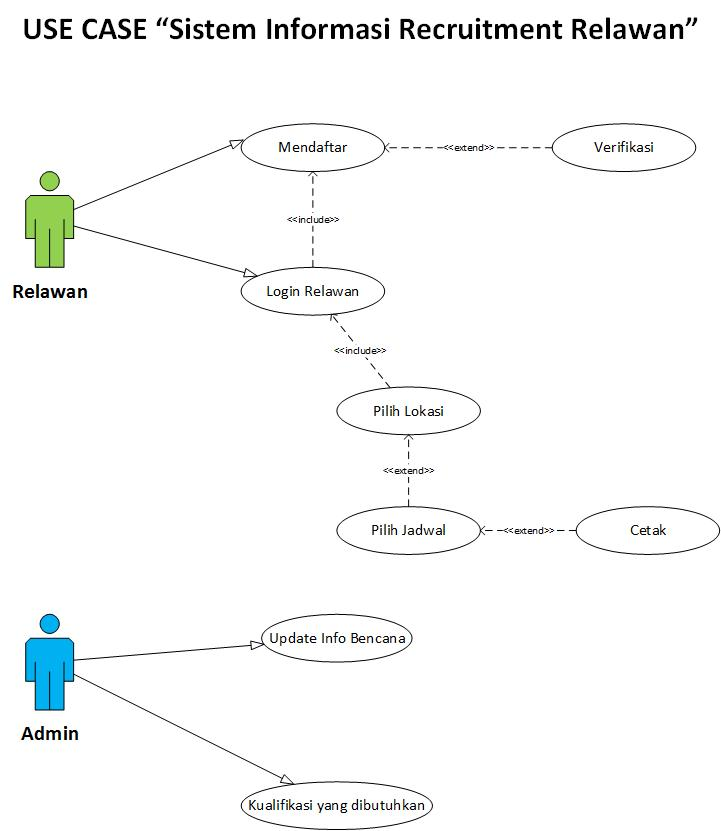 USE CASE “Sistem Informasi Recruitment Relawan”
Mendaftar
<<extend>>
Verifikasi
<<include>>
Relawan
Login Relawan
<<include>>
Pilih Lokasi
<<extend>>
Pilih Jadwal
<<extend>>
Cetak
Update Info Bencana
Admin
Kualifikasi yang dibutuhkan